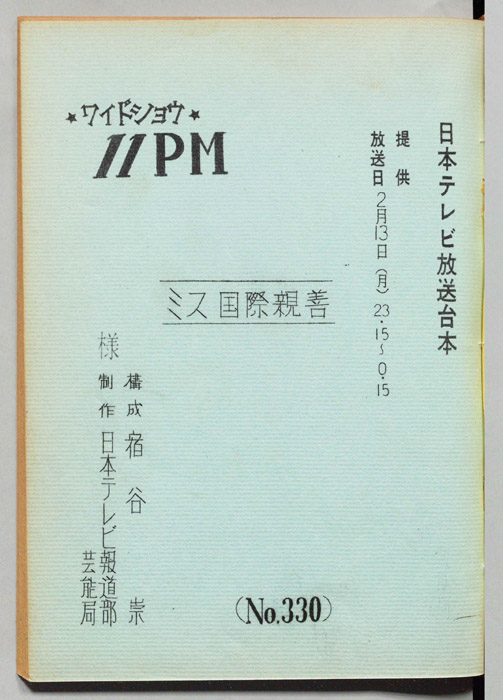 日本テレビ放送台本
提供
放送日 2月13日(月)23・15〜0・15
★ワイドショウ★
11PM
ミス国際親善
構成 宿谷 崇
制作 日本テレビ報道部
芸能局
様
(No.330)